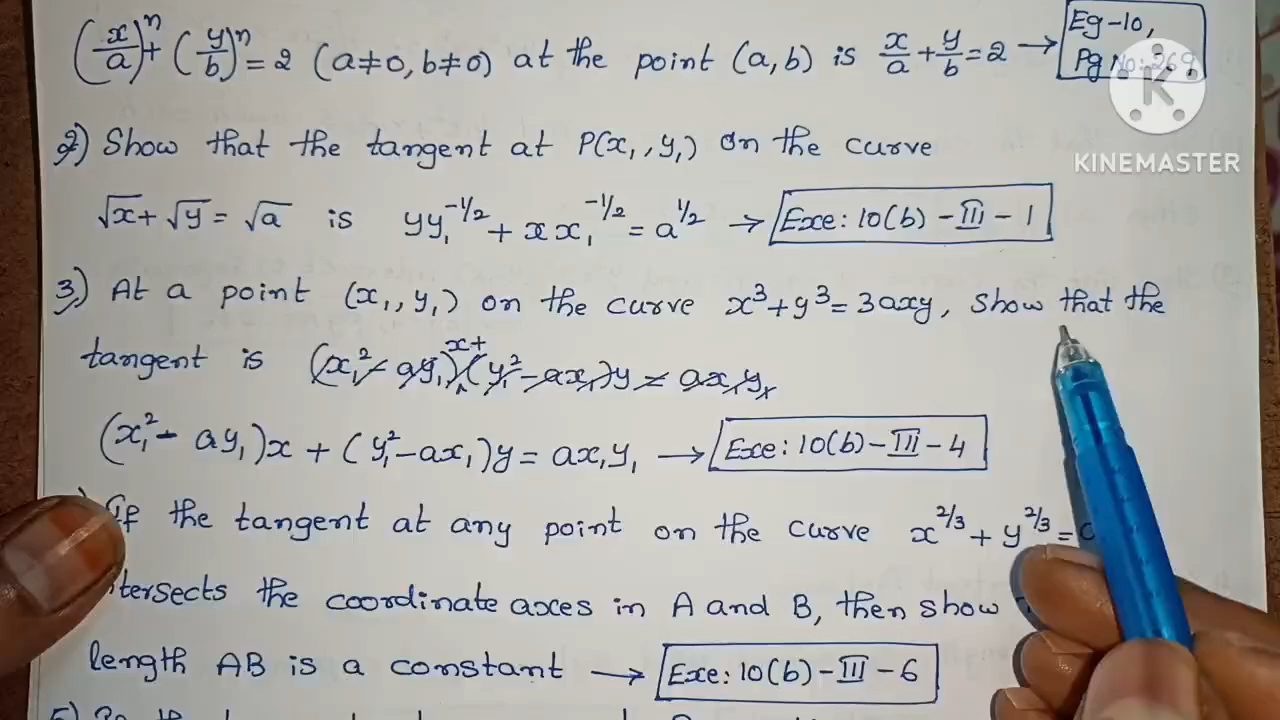 (x/a)ⁿ + (y/b)ⁿ = 2 (a≠0, b≠0) at the point (a, b) is x/a + y/b = 2 → Eg-10,
Pg No: 269
KINEMASTER
2) Show that the tangent at P(x₁, y₁) on the curve
√x + √y = √a is yy₁^(-1/2) + xx₁^(-1/2) = a^(1/2) → Exe: 10(b) - III - 1
3) At a point (x₁, y₁) on the curve x³ + y³ = 3axy, show that the
tangent is (x₁² - ay₁) x + (y₁² - ax₁)y = ax₁y₁
(x₁² - ay₁)x + (y₁² - ax₁)y = ax₁y₁ → Exe: 10(b) - III - 4
If the tangent at any point on the curve x^(2/3) + y^(2/3) =
tersects the coordinate axes in A and B, then show
length AB is a constant → Exe: 10(b) - III - 6